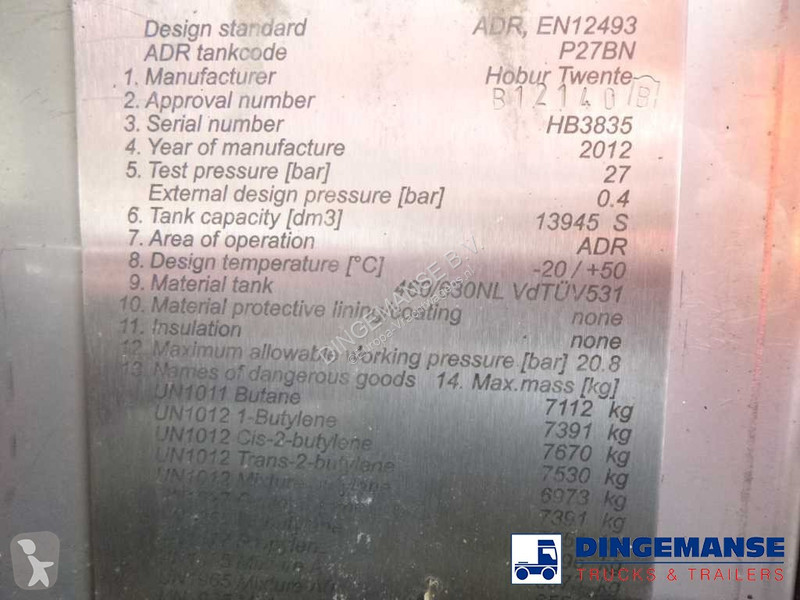 Design standard ADR, EN12493
ADR tankcode P27BN
1. Manufacturer Hobur Twente
2. Approval number B12140/B
3. Serial number HB3835
4. Year of manufacture 2012
5. Test pressure [bar] 27
External design pressure [bar] 0.4
6. Tank capacity [dm3] 13945 S
7. Area of operation ADR
8. Design temperature [°C] -20 / +50
9. Material tank 460/630NL VdTÜV531
10. Material protective lining, coating none
11. Insulation none
12. Maximum allowable working pressure [bar] 20.8
13. Names of dangerous goods 14. Max.mass [kg]
UN1011 Butane 7112 kg
UN1012 1-Butylene 7391 kg
UN1012 Cis-2-butylene 7670 kg
UN1012 Trans-2-butylene 7530 kg
UN1012 6973 kg
7391 kg
DINGEMANSE B.V.
DINGEMANSE
TRUCKS & TRAILERS